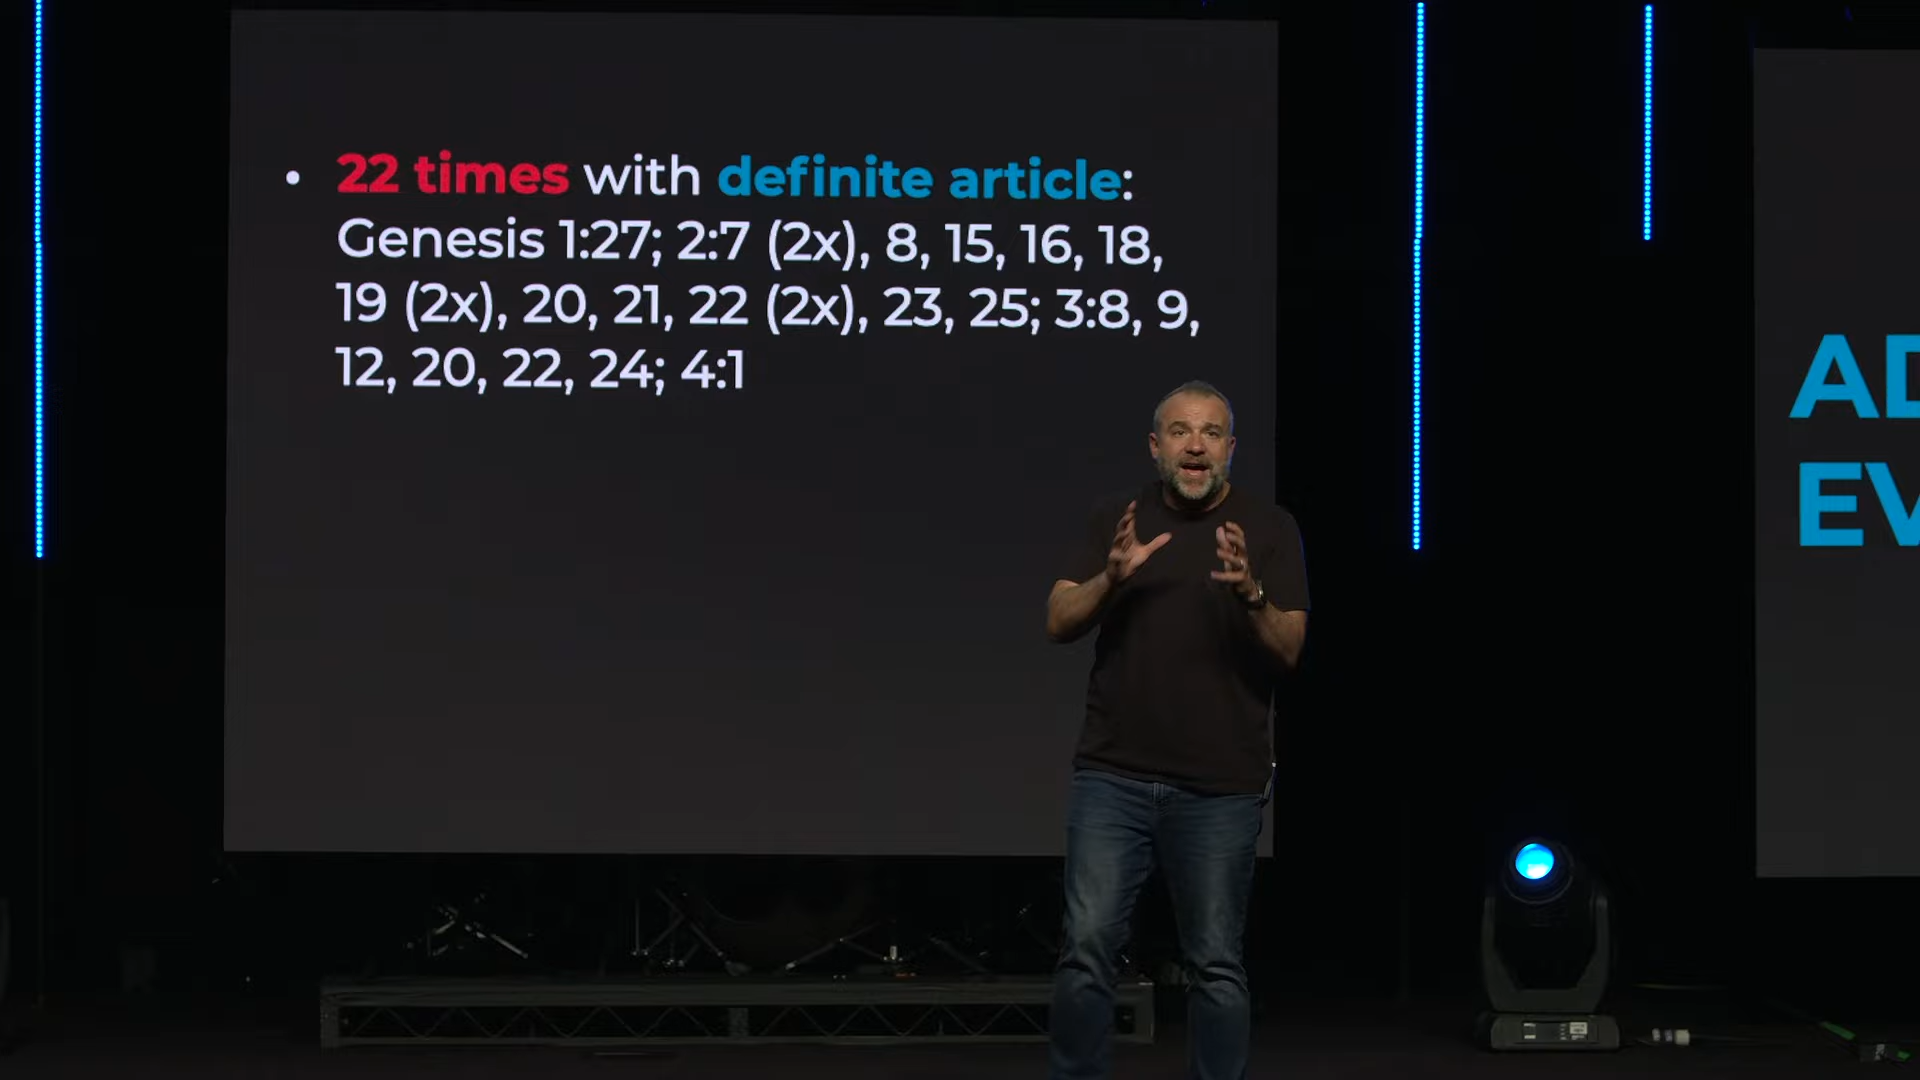 • 22 times with definite article:
Genesis 1:27; 2:7 (2x), 8, 15, 16, 18,
19 (2x), 20, 21, 22 (2x), 23, 25; 3:8, 9,
12, 20, 22, 24; 4:1